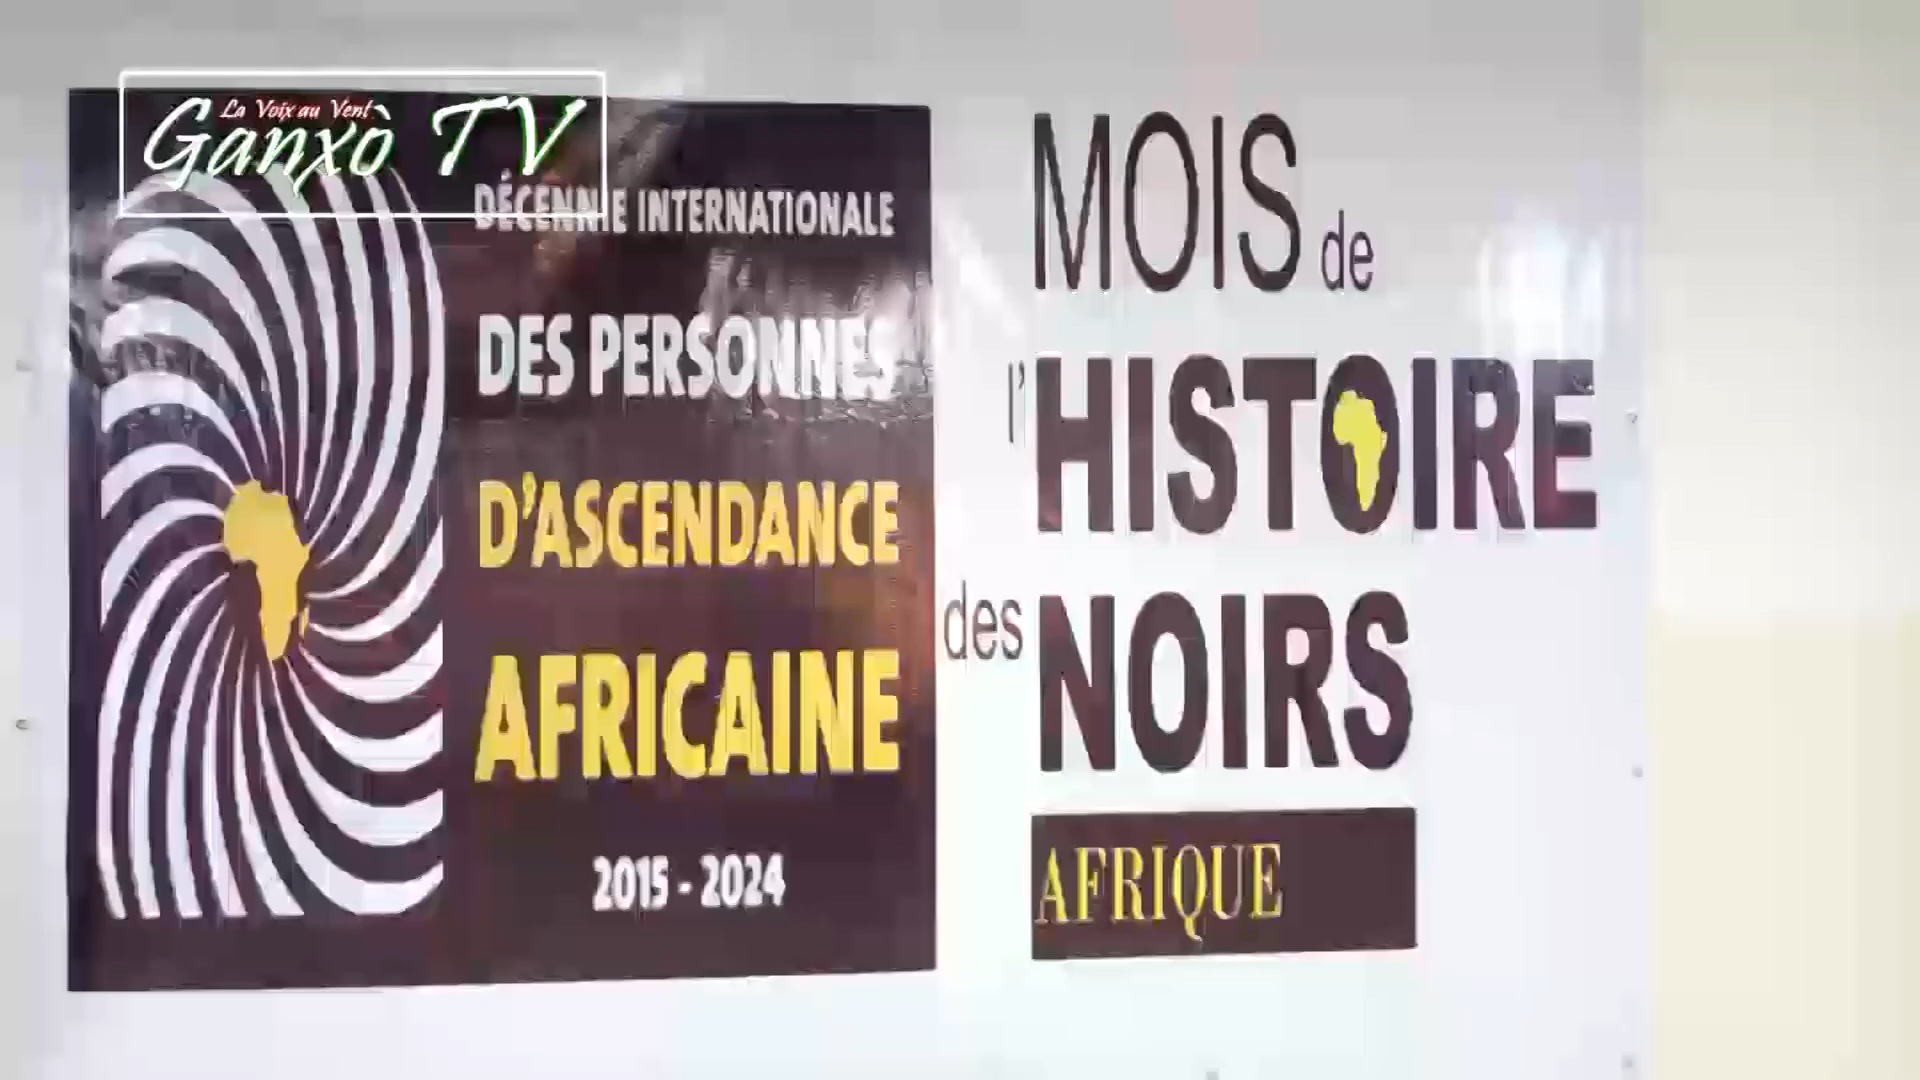 La Voix au Vent
Ganxò TV
DÉCENNIE INTERNATIONALE
DES PERSONNES
D'ASCENDANCE
AFRICAINE
2015 - 2024
MOIS de
l'HISTOIRE
des NOIRS
AFRIQUE